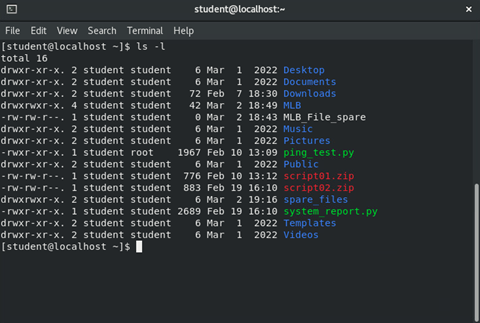 student@localhost:~
File Edit View Search Terminal Help
[student@localhost ~]$ ls -l
total 16
drwxr-xr-x. 2 student student    6 Mar  1  2022 Desktop
drwxr-xr-x. 2 student student    6 Mar  1  2022 Documents
drwxr-xr-x. 2 student student   72 Feb  7 18:30 Downloads
drwxrwxr-x. 4 student student   42 Mar  2 18:49 MLB
-rw-rw-r--. 1 student student    0 Mar  2 18:43 MLB_File_spare
drwxr-xr-x. 2 student student    6 Mar  1  2022 Music
drwxr-xr-x. 2 student student    6 Mar  1  2022 Pictures
-rwxr-xr-x. 1 student root    1967 Feb 10 13:09 ping_test.py
drwxr-xr-x. 2 student student    6 Mar  1  2022 Public
-rw-rw-r--. 1 student student  776 Feb 10 13:12 script01.zip
-rw-rw-r--. 1 student student  883 Feb 19 16:10 script02.zip
drwxrwxr-x. 2 student student    6 Mar  2 19:16 spare_files
-rwxr-xr-x. 1 student student 2689 Feb 19 16:10 system_report.py
drwxr-xr-x. 2 student student    6 Mar  1  2022 Templates
drwxr-xr-x. 2 student student    6 Mar  1  2022 Videos
[student@localhost ~]$